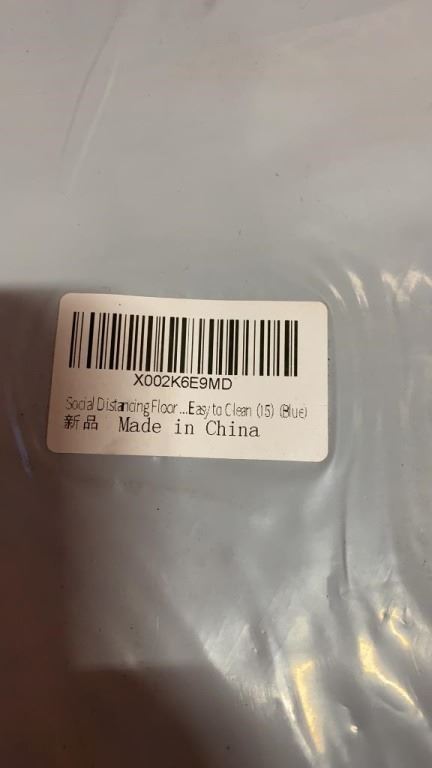 X002K6E9MD
Social Distancing Floor...Easy to Clean (15) (Blue)
新品 Made in China